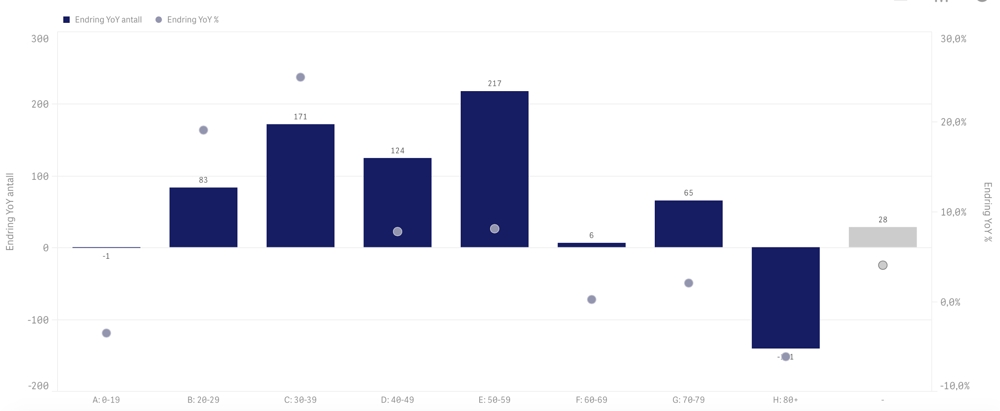 Endring YoY antall
Endring YoY %
300
200
100
0
-100
-200
Endring YoY antall
30,0%
20,0%
10,0%
0,0%
-10,0%
Endring YoY %
-1
83
171
124
217
6
65
28
A: 0-19
B: 20-29
C: 30-39
D: 40-49
E: 50-59
F: 60-69
G: 70-79
H: 80+
-